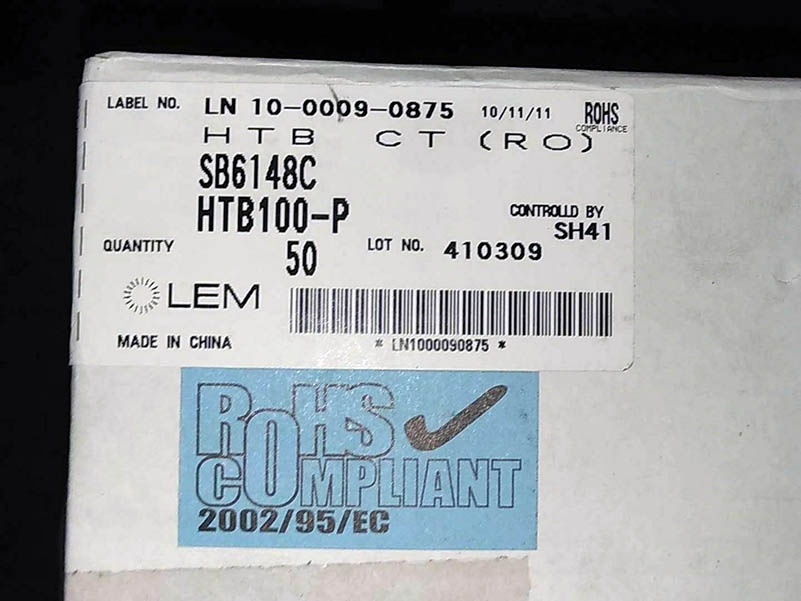 LABEL NO. LN 10-0009-0875 10/11/11 ROHS
COMPLIANCE
HTB CT (RO)
SB6148C
HTB100-P
CONTROLLD BY
SH41
QUANTITY 50 LOT NO. 410309
LEM
MADE IN CHINA
* LN1000090875 *
ROHS
COMPLIANT
2002/95/EC